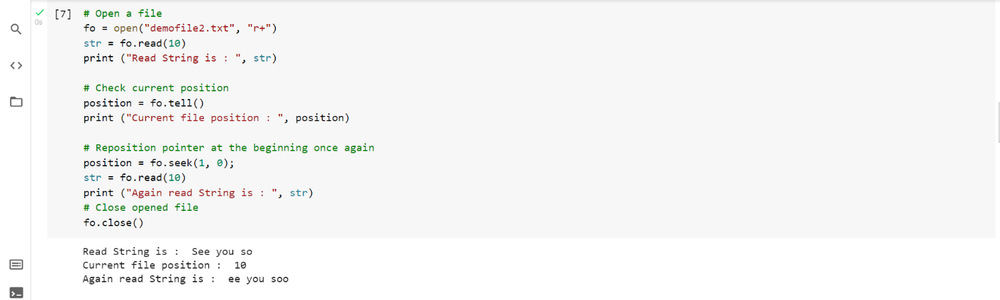 [7] # Open a file
0s
fo = open("demofile2.txt", "r+")
str = fo.read(10)
print ("Read String is : ", str)
# Check current position
position = fo.tell()
print ("Current file position : ", position)
# Reposition pointer at the beginning once again
position = fo.seek(1, 0);
str = fo.read(10)
print ("Again read String is : ", str)
# Close opened file
fo.close()
Read String is :  See you so
Current file position :  10
Again read String is :  ee you soo